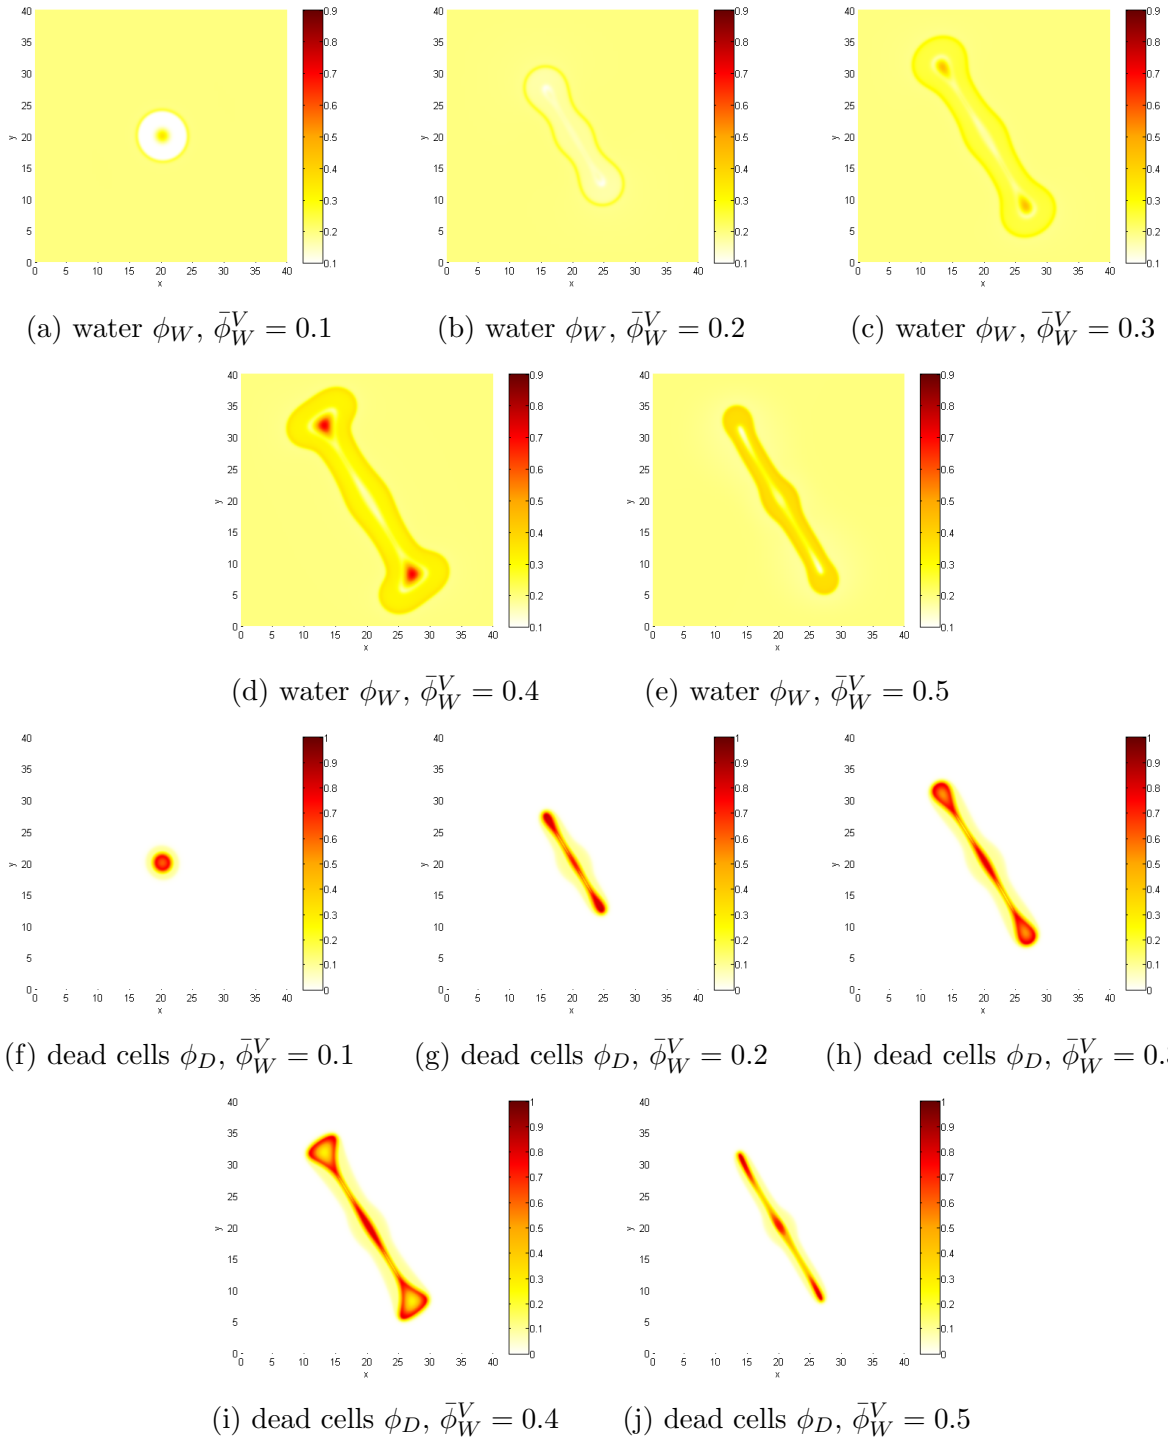 (a) water ϕ_W, ϕ̄_W^V = 0.1
(b) water ϕ_W, ϕ̄_W^V = 0.2
(c) water ϕ_W, ϕ̄_W^V = 0.3
(d) water ϕ_W, ϕ̄_W^V = 0.4
(e) water ϕ_W, ϕ̄_W^V = 0.5
(f) dead cells ϕ_D, ϕ̄_W^V = 0.1
(g) dead cells ϕ_D, ϕ̄_W^V = 0.2
(h) dead cells ϕ_D, ϕ̄_W^V = 0.
(i) dead cells ϕ_D, ϕ̄_W^V = 0.4
(j) dead cells ϕ_D, ϕ̄_W^V = 0.5